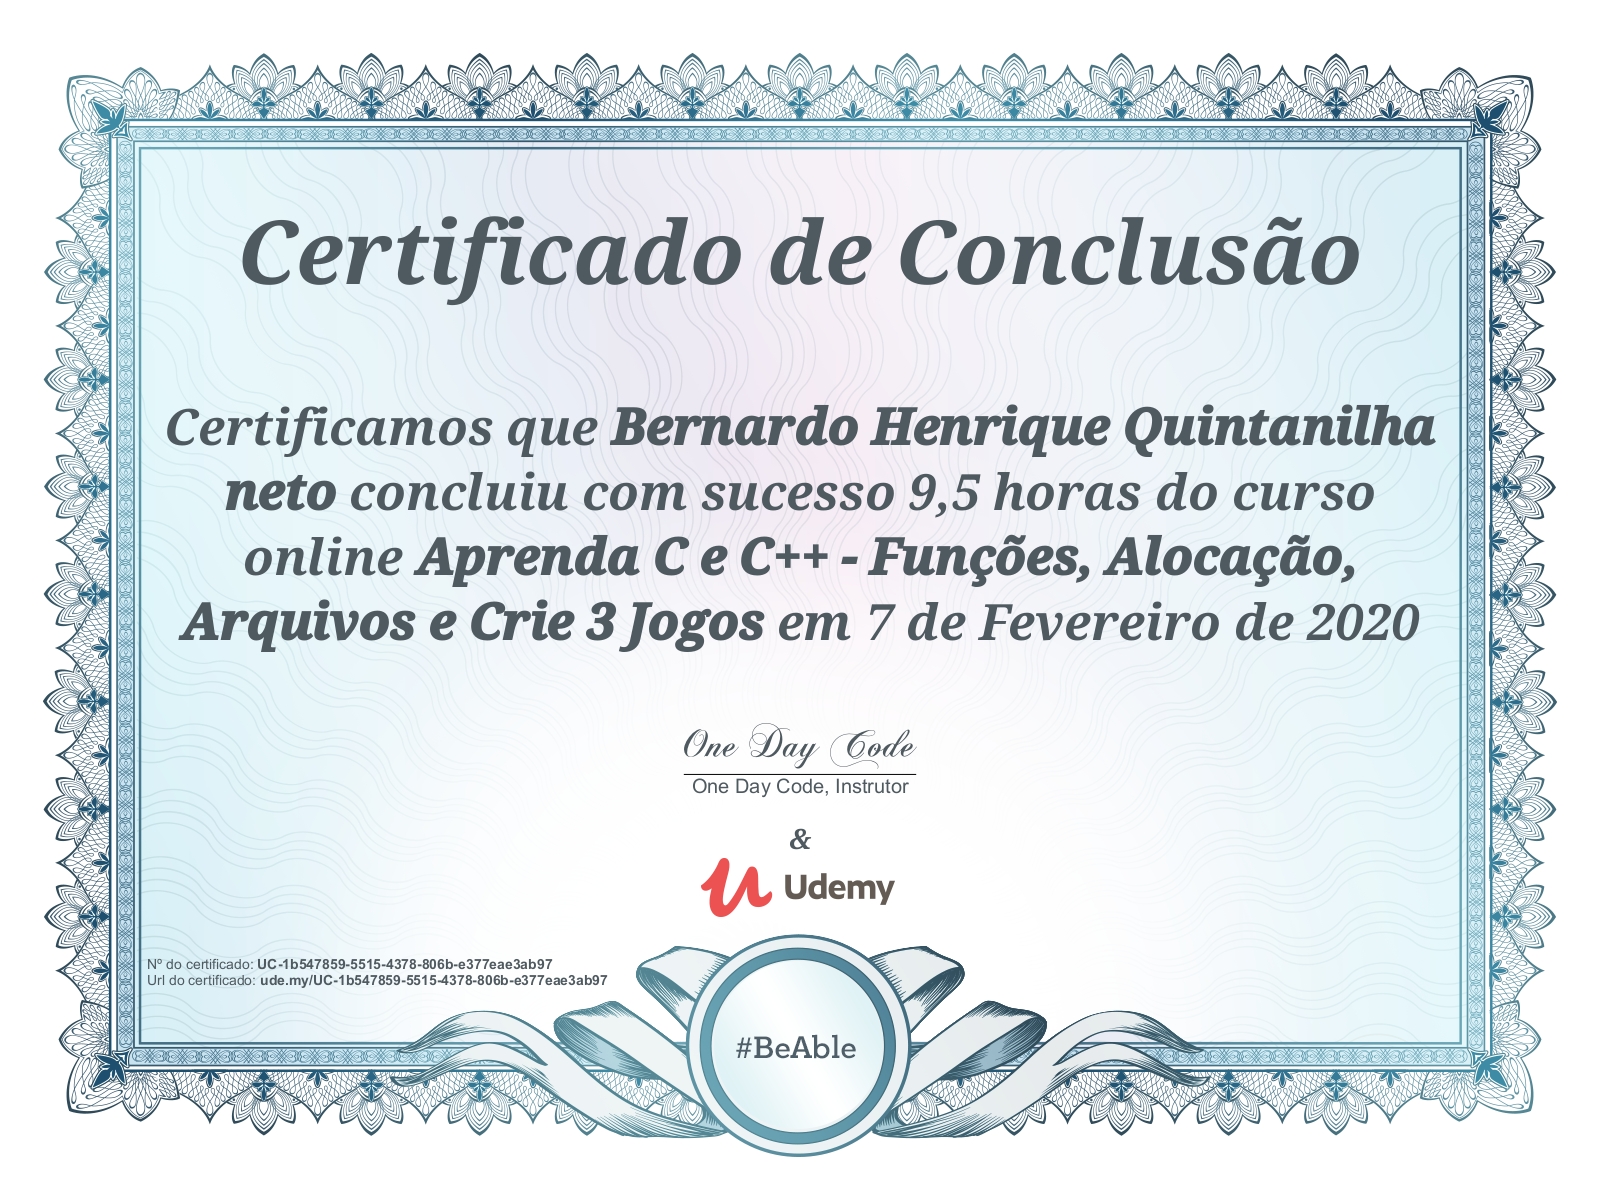 Certificado de Conclusão
Certificamos que Bernardo Henrique Quintanilha
neto concluiu com sucesso 9,5 horas do curso
online Aprenda C e C++ - Funções, Alocação,
Arquivos e Crie 3 Jogos em 7 de Fevereiro de 2020
One Day Code
One Day Code, Instrutor
&
Udemy
Nº do certificado: UC-1b547859-5515-4378-806b-e377eae3ab97
Url do certificado: ude.my/UC-1b547859-5515-4378-806b-e377eae3ab97
#BeAble